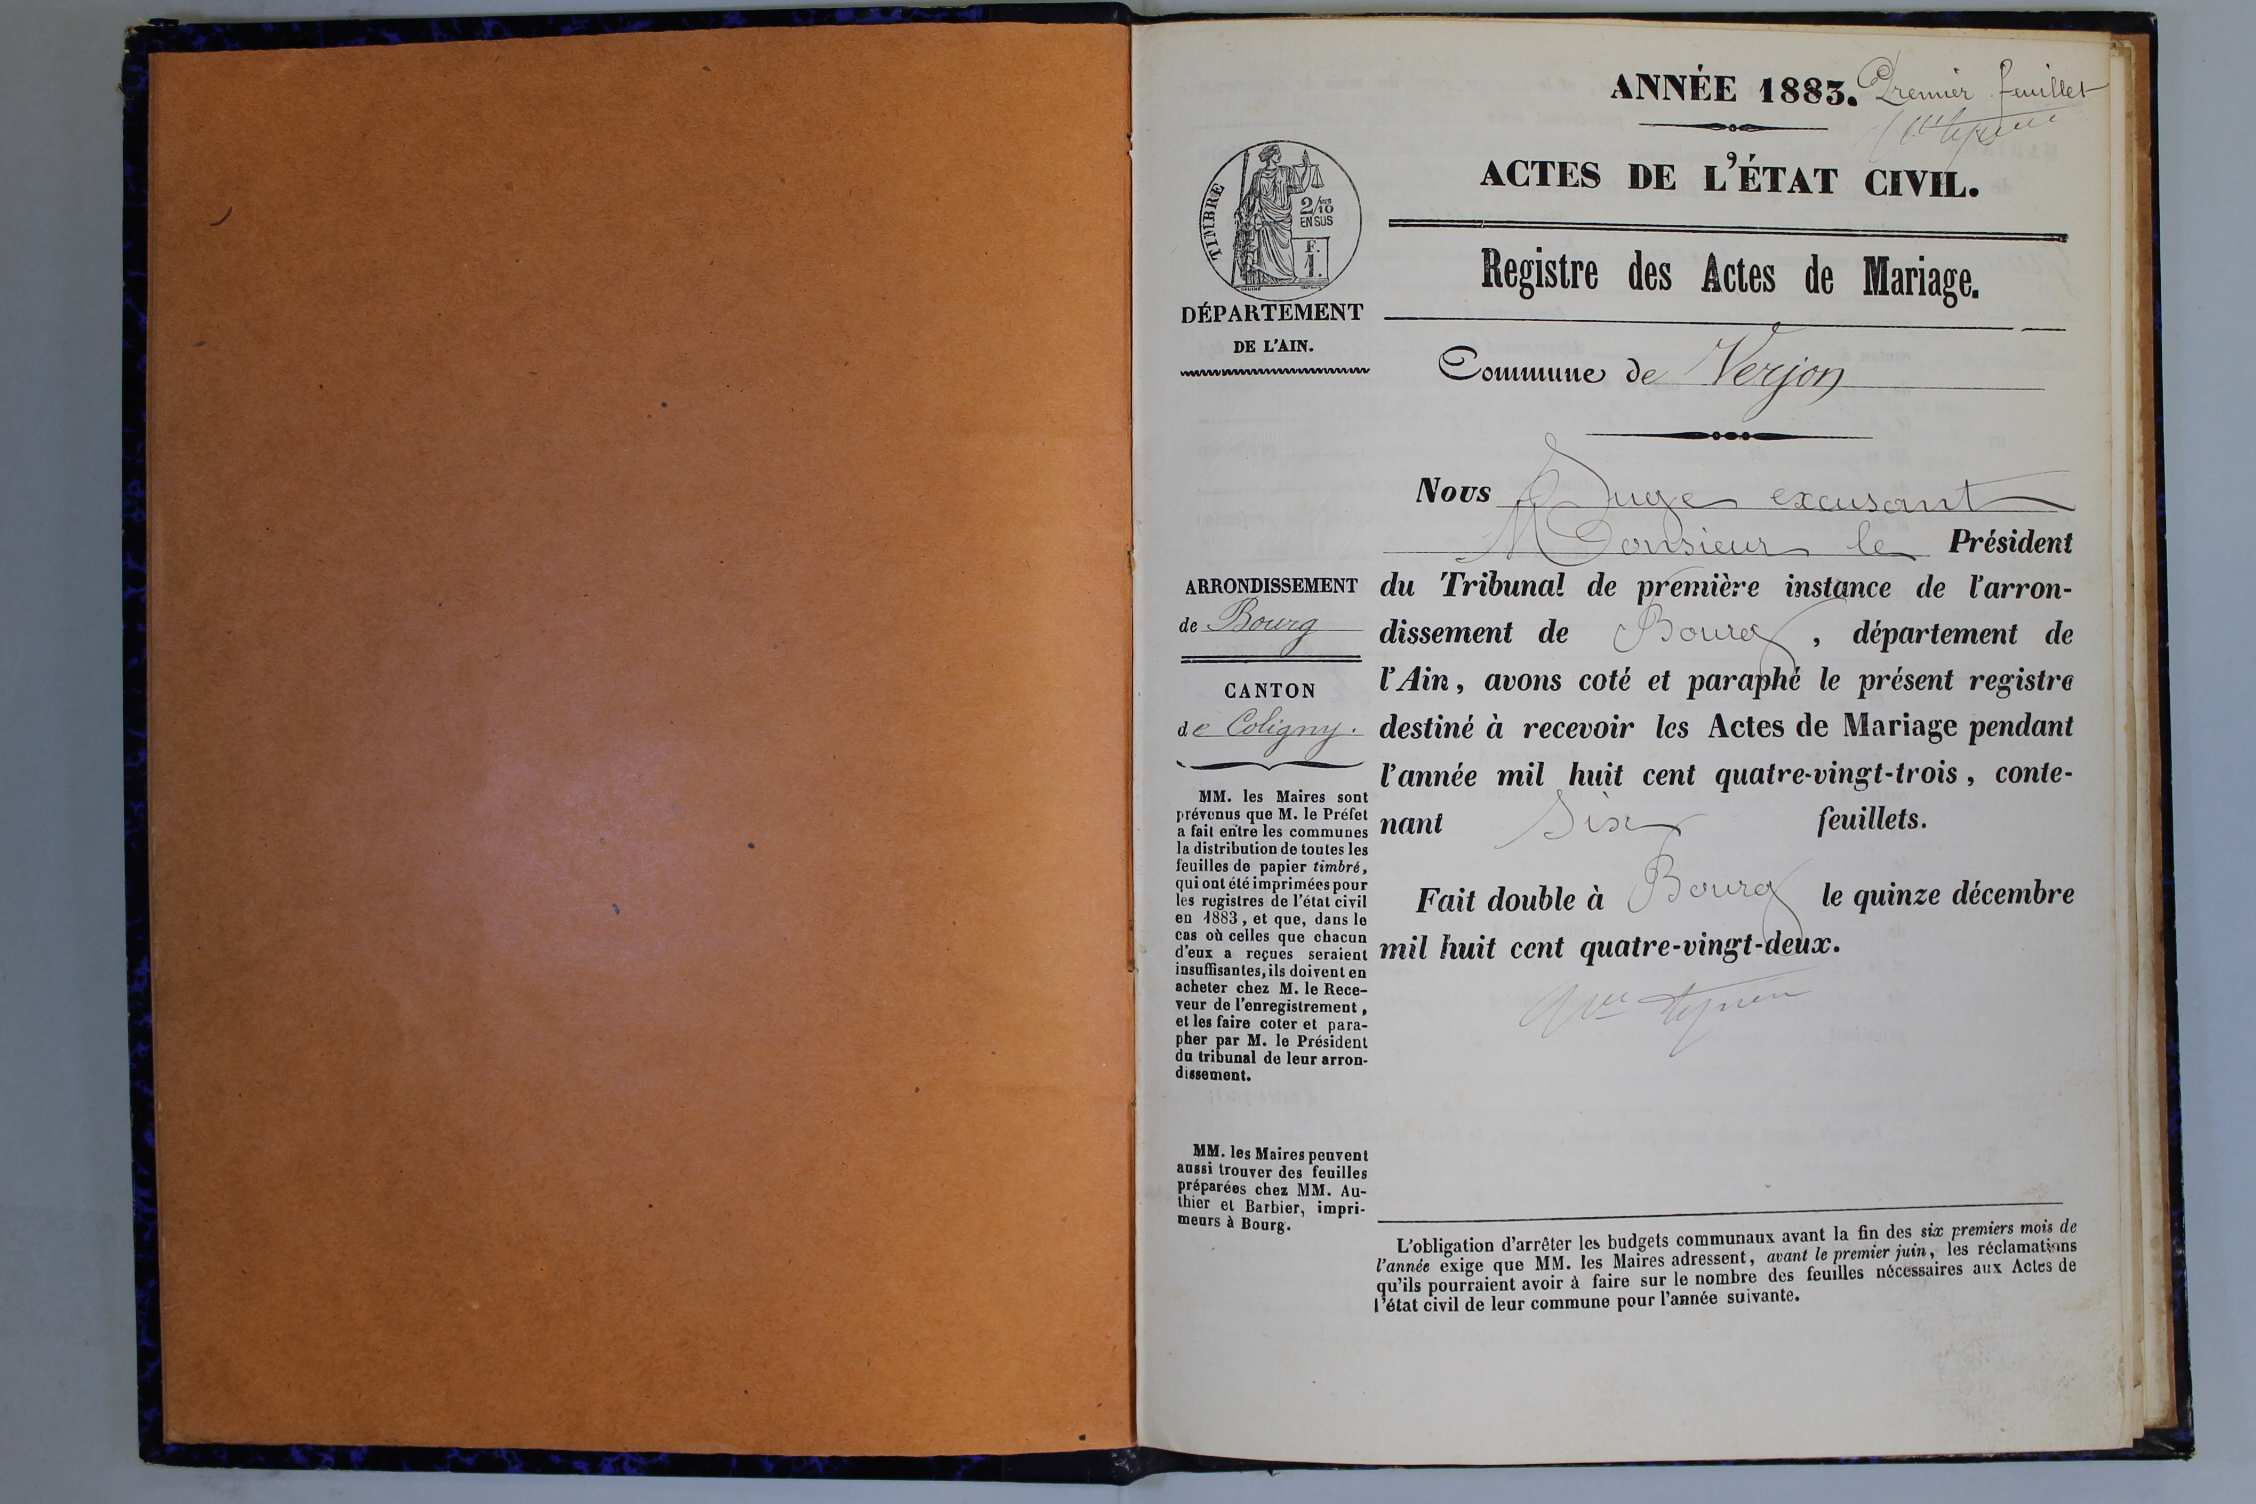 ANNÉE 1883. Premier feuillet
ACTES DE L'ÉTAT CIVIL.
Registre des Actes de Mariage.
TIMBRE
2/10
EN SUS
F.
1.
DÉPARTEMENT
DE L'AIN.
Commune de Verjon
Nous Juge excusant
Monsieur le Président
du Tribunal de première instance de l'arron-
dissement de Bourg, département de
l'Ain, avons coté et paraphé le présent registre
destiné à recevoir les Actes de Mariage pendant
l'année mil huit cent quatre-vingt-trois, conte-
nant Six feuillets.
Fait double à Bourg le quinze décembre
mil huit cent quatre-vingt-deux.
ARRONDISSEMENT
de Bourg
CANTON
de Coligny.
MM. les Maires sont
prévenus que M. le Préfet
a fait entre les communes
la distribution de toutes les
feuilles de papier timbré,
qui ont été imprimées pour
les registres de l'état civil
en 1883, et que, dans le
cas où celles que chacun
d'eux a reçues seraient
insuffisantes, ils doivent en
acheter chez M. le Rece-
veur de l'enregistrement,
et les faire coter et para-
pher par M. le Président
du tribunal de leur arron-
dissement.
MM. les Maires peuvent
aussi trouver des feuilles
préparées chez MM. Au-
thier et Barbier, impri-
meurs à Bourg.
L'obligation d'arrêter les budgets communaux avant la fin des six premiers mois de
l'année exige que MM. les Maires adressent, avant le premier juin, les réclamations
qu'ils pourraient avoir à faire sur le nombre des feuilles nécessaires aux Actes de
l'état civil de leur commune pour l'année suivante.